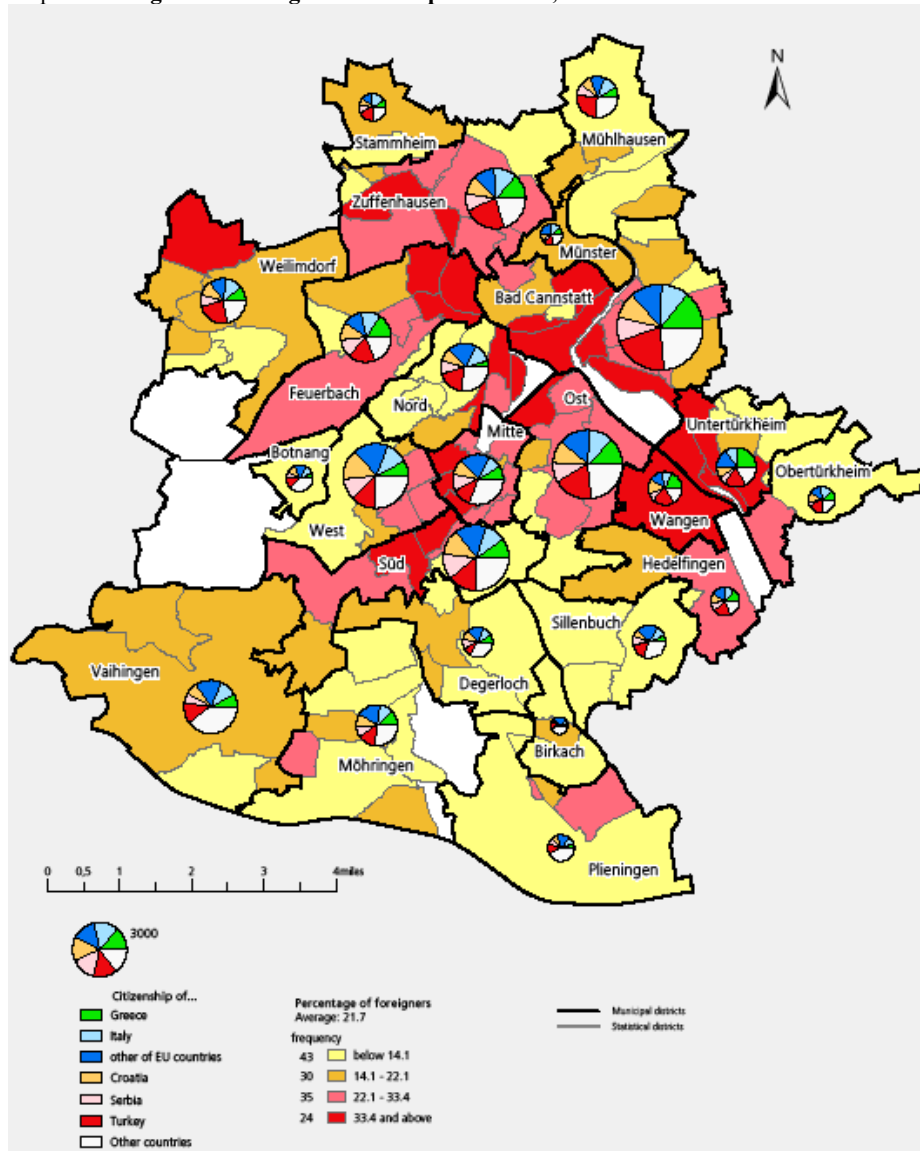 N
Stammheim
Mühlhausen
Zuffenhausen
Münster
Weilimdorf
Bad Cannstatt
Feuerbach
Nord
Ost
Mitte
Untertürkheim
Botnang
Obertürkheim
West
Wangen
Süd
Hedelfingen
Sillenbuch
Vaihingen
Degerloch
Birkach
Möhringen
Plieningen
0 0,5 1 2 3 4miles
3000
Citizenship of...
Greece
Italy
other of EU countries
Croatia
Serbia
Turkey
Other countries
Percentage of foreigners
Average: 21.7
frequency
43 below 14.1
30 14.1 - 22.1
35 22.1 - 33.4
24 33.4 and above
Municipal districts
Statistical districts